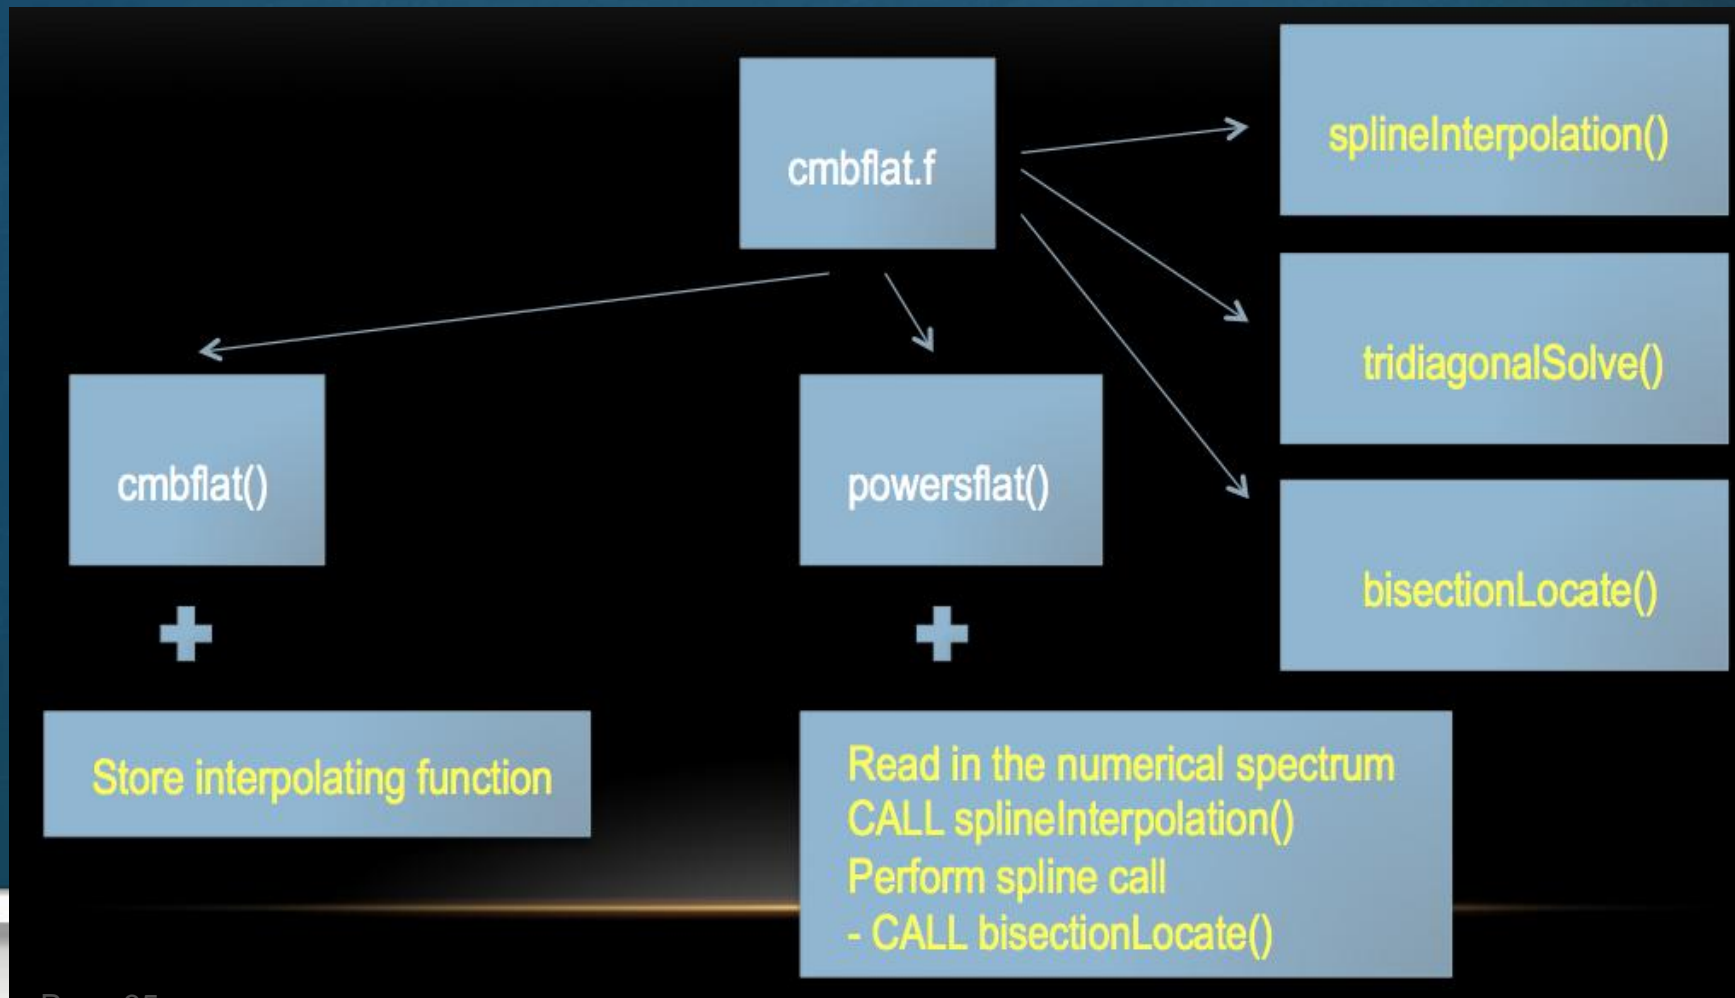 cmbflat.f
splineInterpolation()
tridiagonalSolve()
bisectionLocate()
cmbflat()
powersflat()
Store interpolating function
Read in the numerical spectrum
CALL splineInterpolation()
Perform spline call
- CALL bisectionLocate()